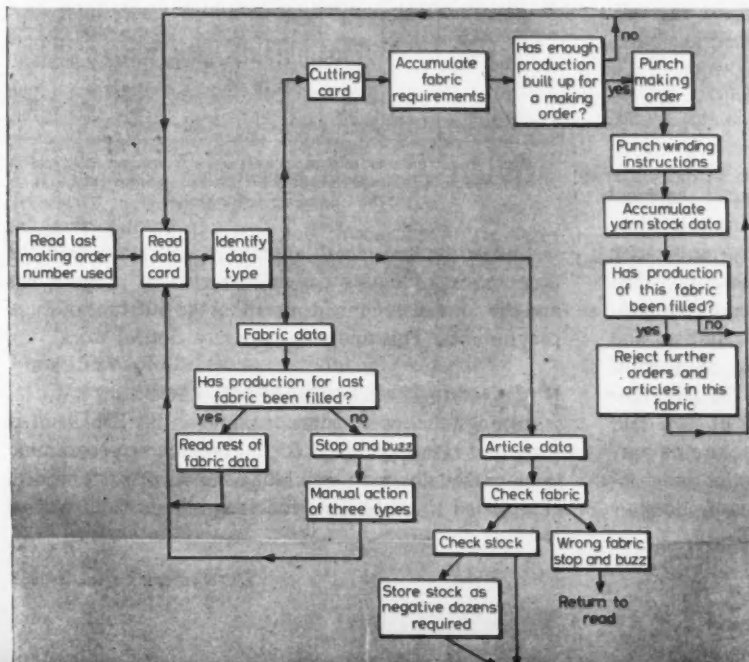 no
Cutting
card
Accumulate
fabric
requirements
Has enough
production
built up for
a making
order?
yes
Punch
making
order
Punch winding
instructions
Accumulate
yarn stock
data
Has production
of this fabric
been filled?
yes
no
Reject further
orders and
articles in this
fabric
Read last
making order
number used
Read
data
card
Identify
data
type
Fabric data
Has production for last
fabric been filled?
yes
no
Read rest of
fabric data
Stop and buzz
Manual action
of three types
Article data
Check fabric
Check stock
Wrong fabric
stop and buzz
Store stock as
negative dozens
required
Return to
read